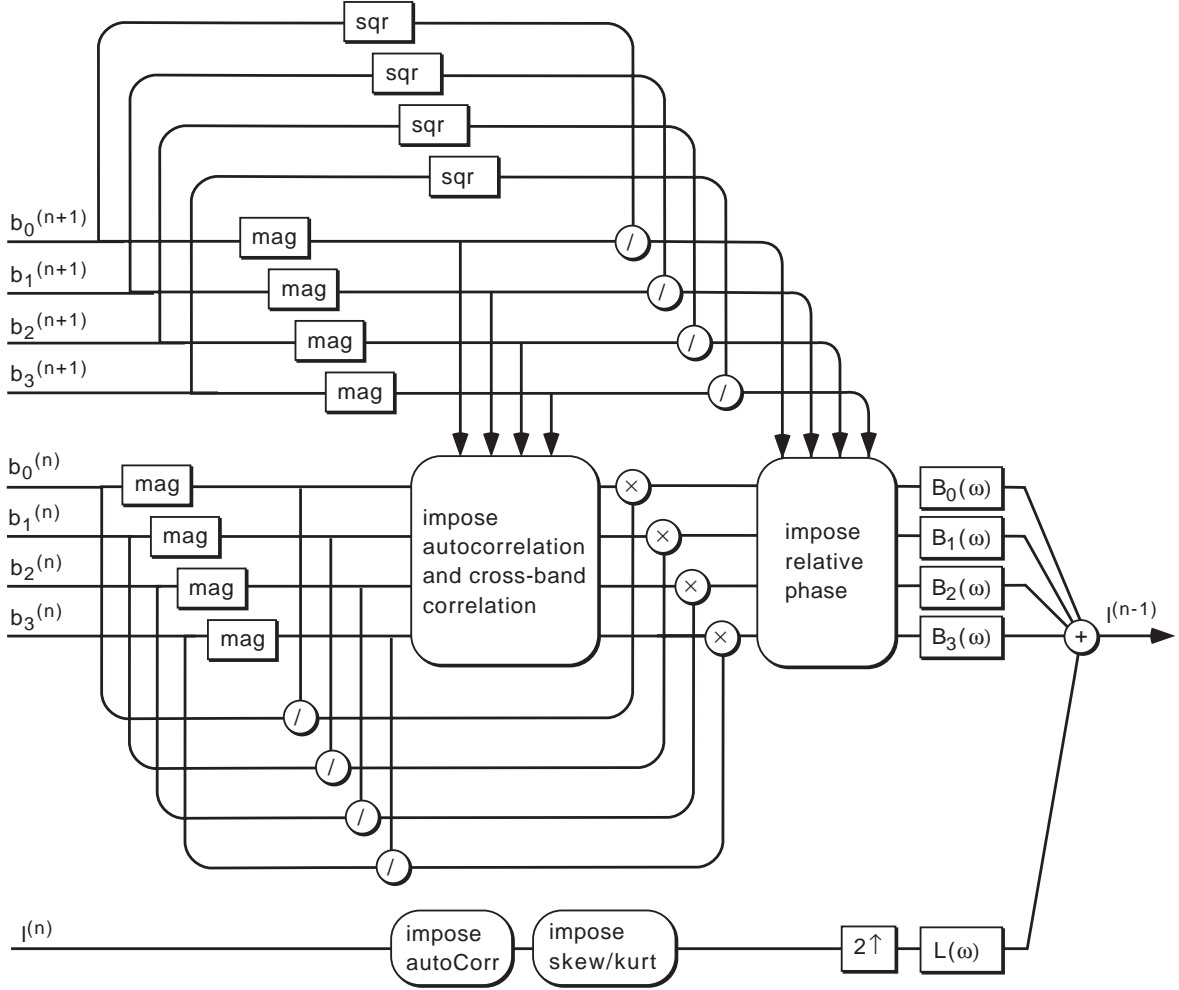 sqr
sqr
sqr
sqr
b₀⁽ⁿ⁺¹⁾
mag
/
b₁⁽ⁿ⁺¹⁾
mag
/
b₂⁽ⁿ⁺¹⁾
mag
/
b₃⁽ⁿ⁺¹⁾
mag
/
b₀⁽ⁿ⁾
mag
×
B₀(ω)
b₁⁽ⁿ⁾
mag
×
B₁(ω)
b₂⁽ⁿ⁾
mag
×
B₂(ω)
b₃⁽ⁿ⁾
mag
×
B₃(ω)
impose
autocorrelation
and cross-band
correlation
impose
relative
phase
+
l⁽ⁿ⁻¹⁾
/
/
/
/
l⁽ⁿ⁾
impose
autoCorr
impose
skew/kurt
2↑
L(ω)